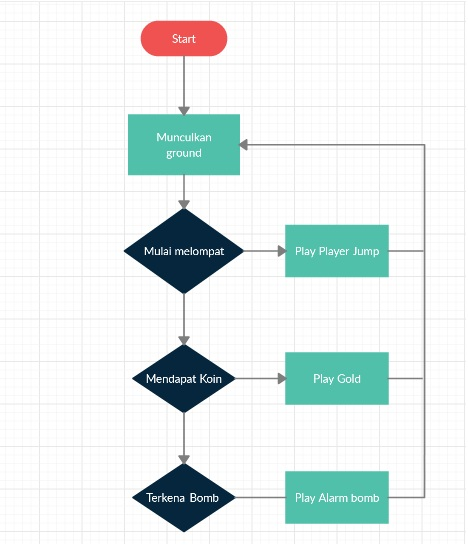 Start
Munculkan
ground
Mulai melompat
Play Player Jump
Mendapat Koin
Play Gold
Terkena Bomb
Play Alarm bomb